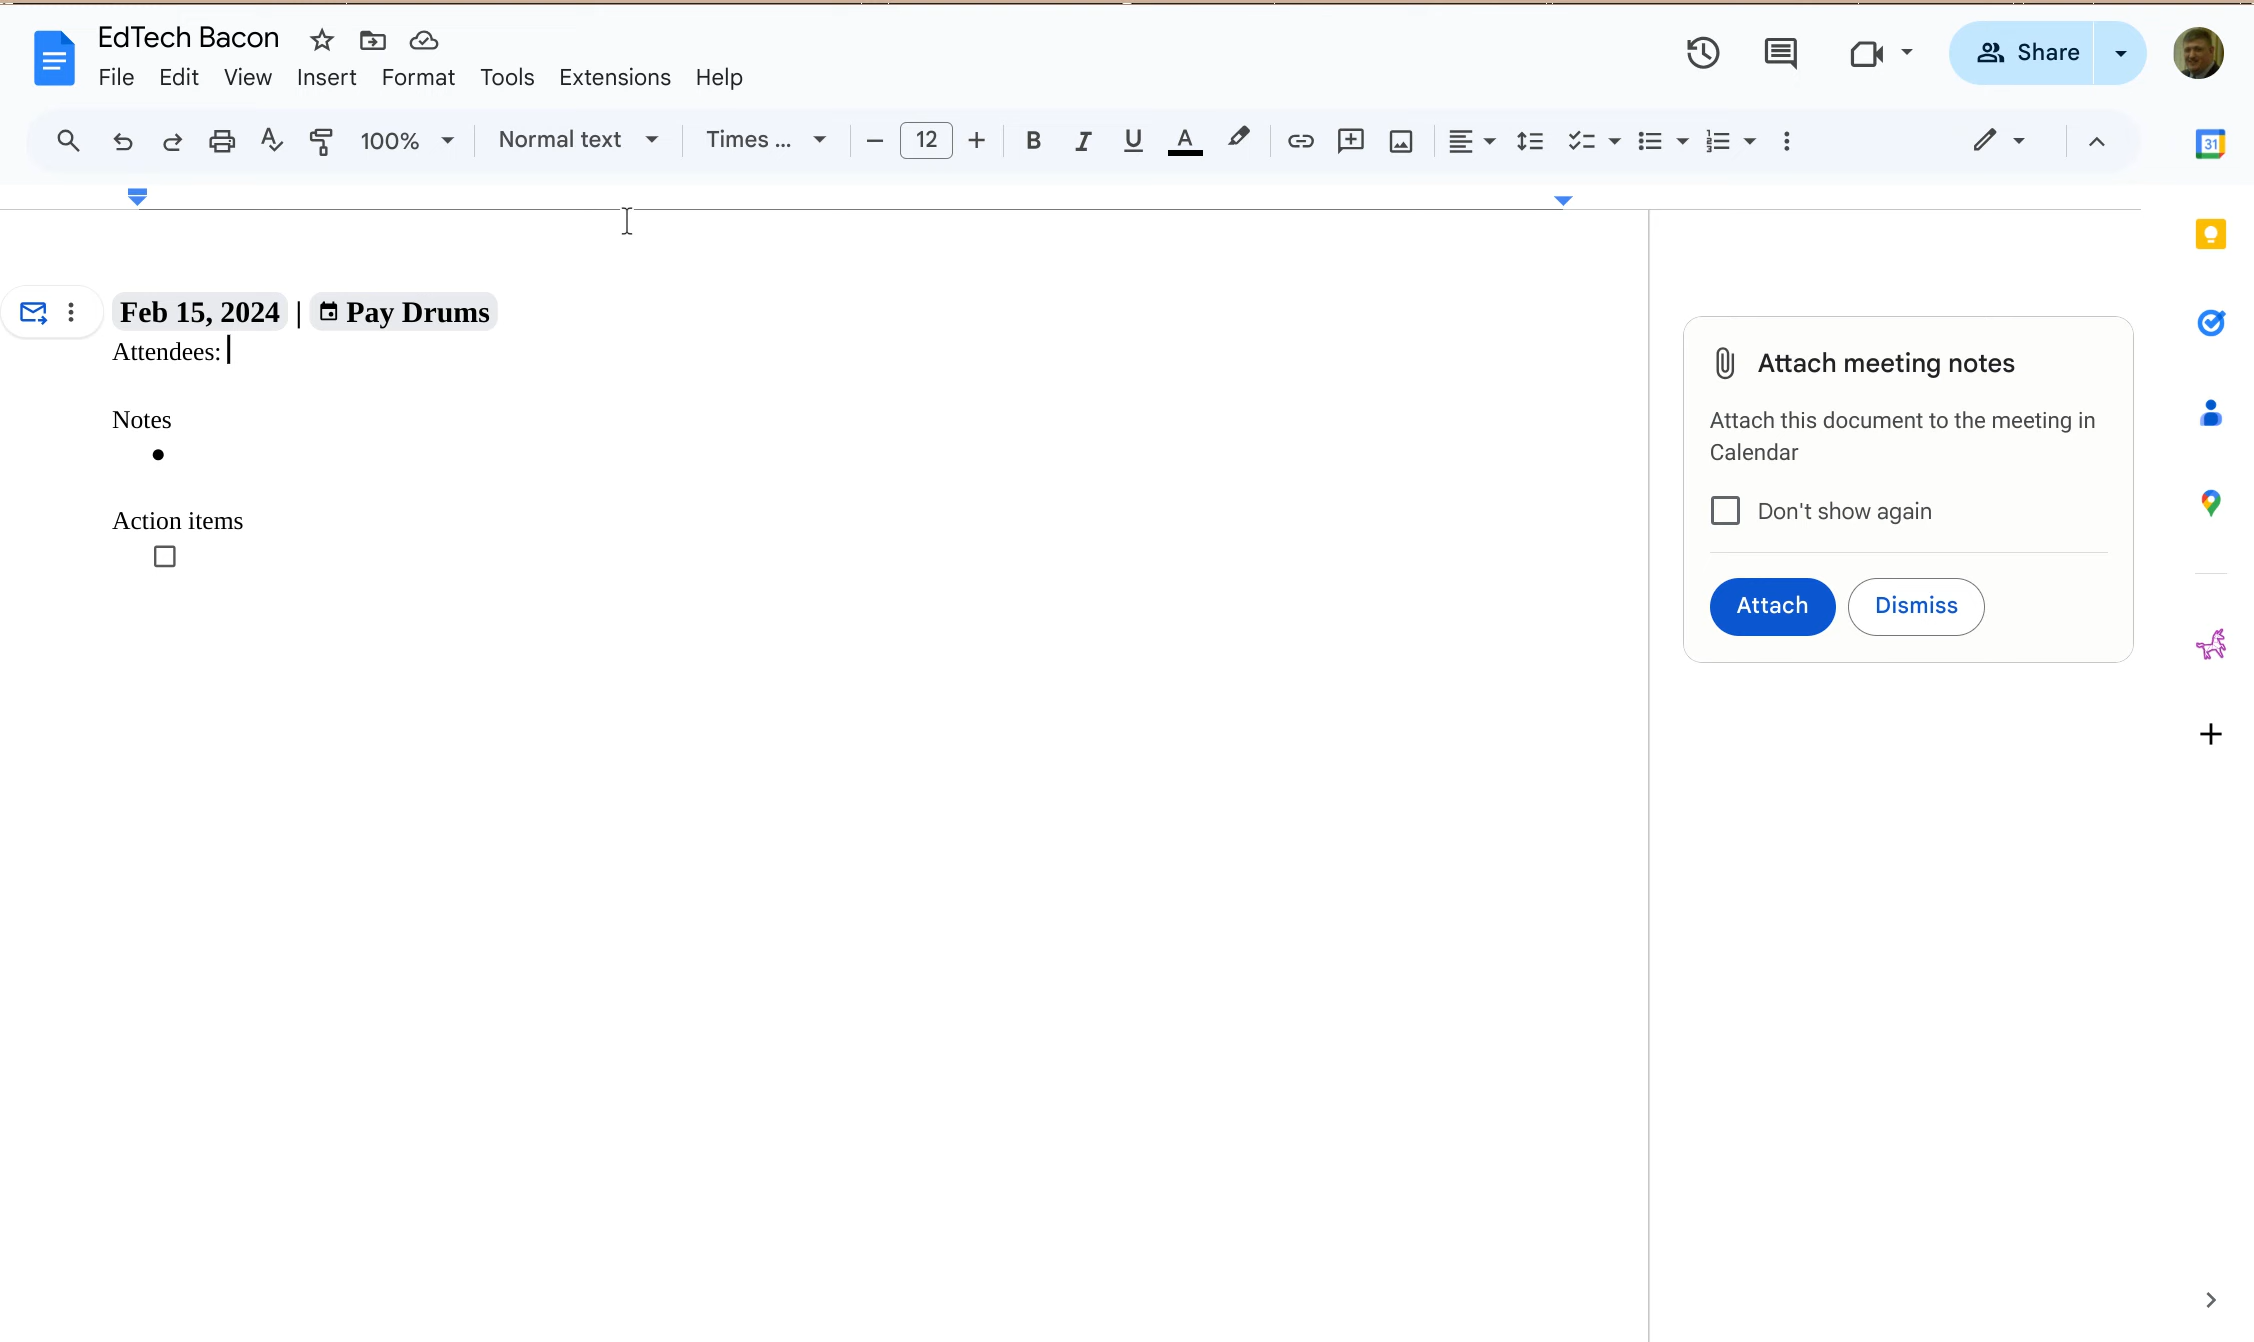 EdTech Bacon
File Edit View Insert Format Tools Extensions Help
Share
100% Normal text Times ... 12 B I U A
31
Feb 15, 2024 | Pay Drums
Attendees:
Notes
Action items
Attach meeting notes
Attach this document to the meeting in
Calendar
Don't show again
Attach Dismiss